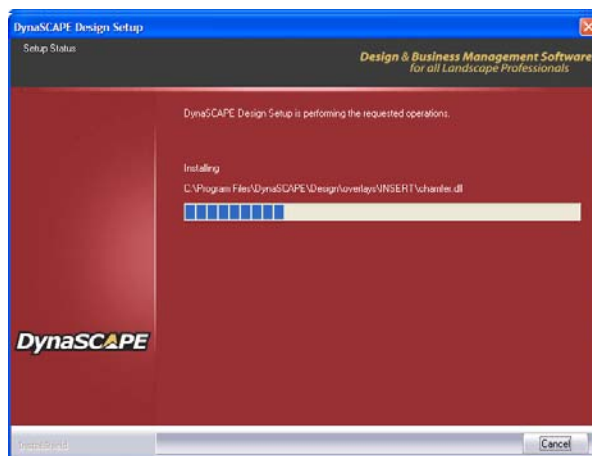 DynaSCAPE Design Setup
Setup Status
Design & Business Management Software
for all Landscape Professionals
DynaSCAPE Design Setup is performing the requested operations.
Installing
C:\Program Files\DynaSCAPE\Design\overlays\INSERT\chamfer.dll
DynaSCAPE
InstallShield
Cancel